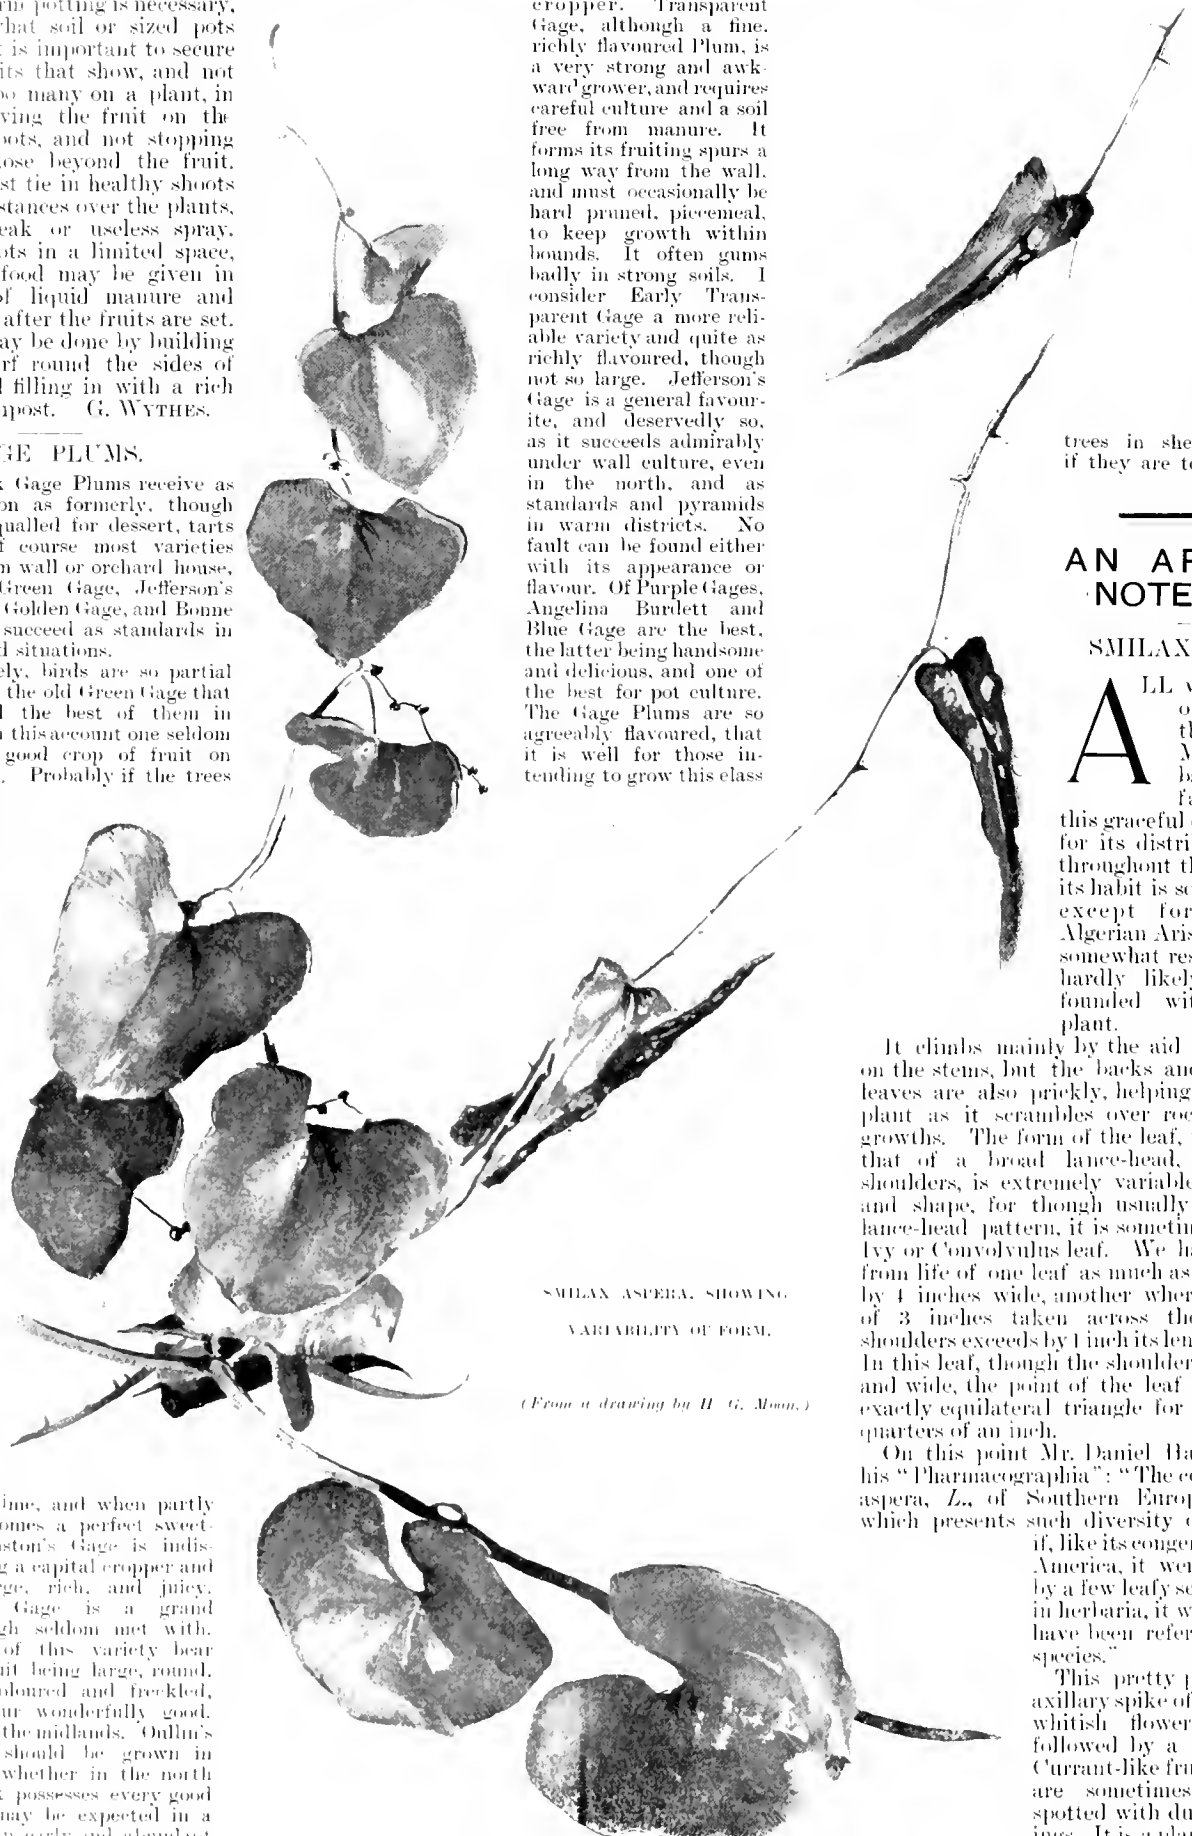 rm potting is necessary,
hat soil or sized pots
t is important to secure
its that show, and not
oo many on a plant, in
ving the fruit on the
oots, and not stopping
ose beyond the fruit.
st tie in healthy shoots
stances over the plants,
eak or useless spray.
ots in a limited space,
food may be given in
of liquid manure and
after the fruits are set.
ay be done by building
rf round the sides of
d filling in with a rich
npost. G. WYTHES.
GE PLUMS.
k Gage Plums receive as
on as formerly, though
qualled for dessert, tarts
f course most varieties
n wall or orchard house,
Green Gage, Jefferson's
Golden Gage, and Bonne
succeed as standards in
d situations.
ely, birds are so partial
the old Green Gage that
d the best of them in
n this account one seldom
good crop of fruit on
. Probably if the trees
ime, and when partly
omes a perfect sweet-
nston's Gage is indis-
g a capital cropper and
rge, rich, and juicy.
Gage is a grand
gh seldom met with.
of this variety bear
uit being large, round,
oloured and freckled,
ur wonderfully good.
the midlands. Oullin's
should be grown in
whether in the north
t possesses every good
may be expected in a
n early and abundant
cropper. Transparent
Gage, although a fine,
richly flavoured Plum, is
a very strong and awk-
ward grower, and requires
careful culture and a soil
free from manure. It
forms its fruiting spurs a
long way from the wall,
and must occasionally be
hard pruned, piecemeal,
to keep growth within
bounds. It often gums
badly in strong soils. I
consider Early Trans-
parent Gage a more reli-
able variety and quite as
richly flavoured, though
not so large. Jefferson's
Gage is a general favour-
ite, and deservedly so,
as it succeeds admirably
under wall culture, even
in the north, and as
standards and pyramids
in warm districts. No
fault can be found either
with its appearance or
flavour. Of Purple Gages,
Angelina Burdett and
Blue Gage are the best,
the latter being handsome
and delicious, and one of
the best for pot culture.
The Gage Plums are so
agreeably flavoured, that
it is well for those in-
tending to grow this class
SMILAX ASPERA, SHOWING
VARIABILITY OF FORM.
(From a drawing by H. G. Moon.)
trees in she
if they are to
AN AR
NOTE
SMILAX
ALL v
o
th
M
ba
fa
this graceful
for its distri
throughout th
its habit is so
except for
Algerian Aris
somewhat res
hardly likely
founded wit
plant.
It climbs mainly by the aid
on the stems, but the backs and
leaves are also prickly, helping
plant as it scrambles over roc
growths. The form of the leaf,
that of a broad lance-head,
shoulders, is extremely variable
and shape, for though usually
lance-head pattern, it is sometim
Ivy or Convolvulus leaf. We ha
from life of one leaf as much as
by 4 inches wide, another wher
of 3 inches taken across the
shoulders exceeds by 1 inch its len
In this leaf, though the shoulder
and wide, the point of the leaf
exactly equilateral triangle for
quarters of an inch.
On this point Mr. Daniel Ha
his "Pharmacographia": "The co
aspera, L., of Southern Europ
which presents such diversity o
if, like its congen
America, it wer
by a few leafy sc
in herbaria, it w
have been refer
species."
This pretty p
axillary spike of
whitish flower
followed by a
Currant-like fru
are sometimes
spotted with du
ings. It is a plan